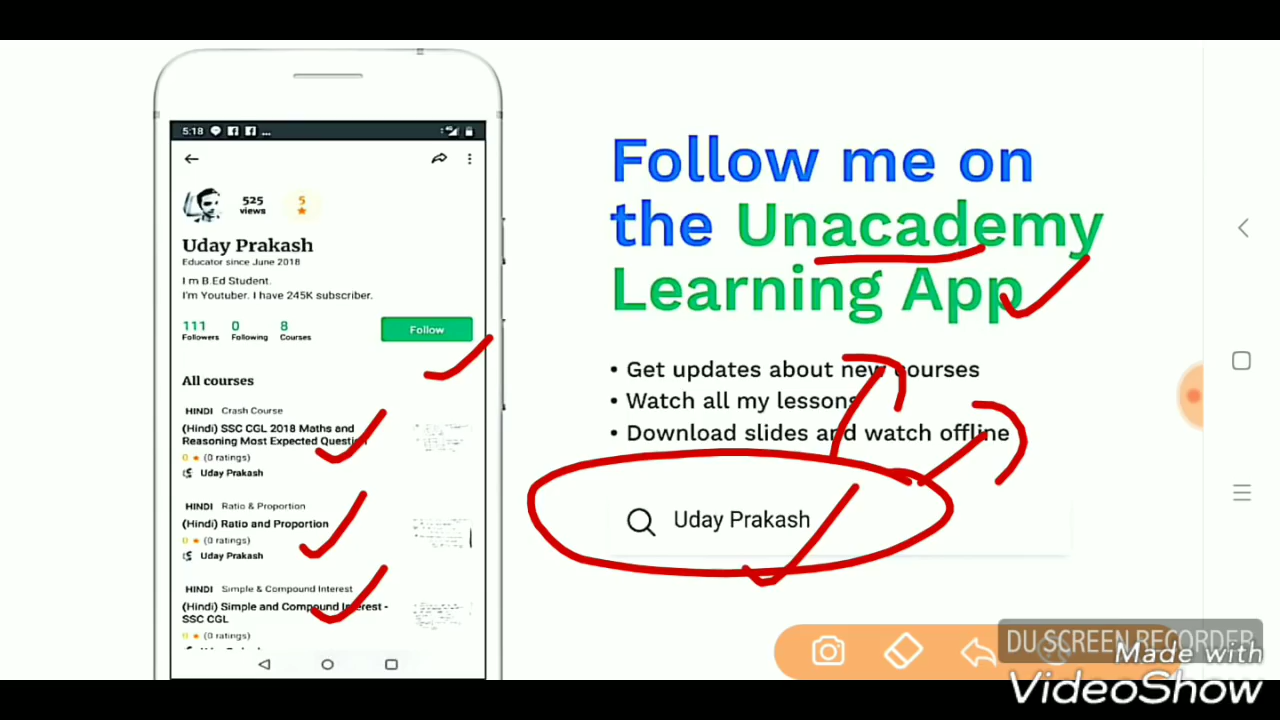 5:18
525
views
5
Uday Prakash
Educator since June 2018
I m B.Ed Student.
I'm Youtuber. I have 245K subscriber.
111
Followers
0
Following
8
Courses
Follow
All courses
HINDI Crash Course
(Hindi) SSC CGL 2018 Maths and
Reasoning Most Expected Question
0 ★ (0 ratings)
Uday Prakash
HINDI Ratio & Proportion
(Hindi) Ratio and Proportion
0 ★ (0 ratings)
Uday Prakash
HINDI Simple & Compound Interest
(Hindi) Simple and Compound Interest -
SSC CGL
0 ★ (0 ratings)
Follow me on
the Unacademy
Learning App
• Get updates about new courses
• Watch all my lessons
• Download slides and watch offline
Uday Prakash
DU SCREEN RECORDER
Made with
VideoShow